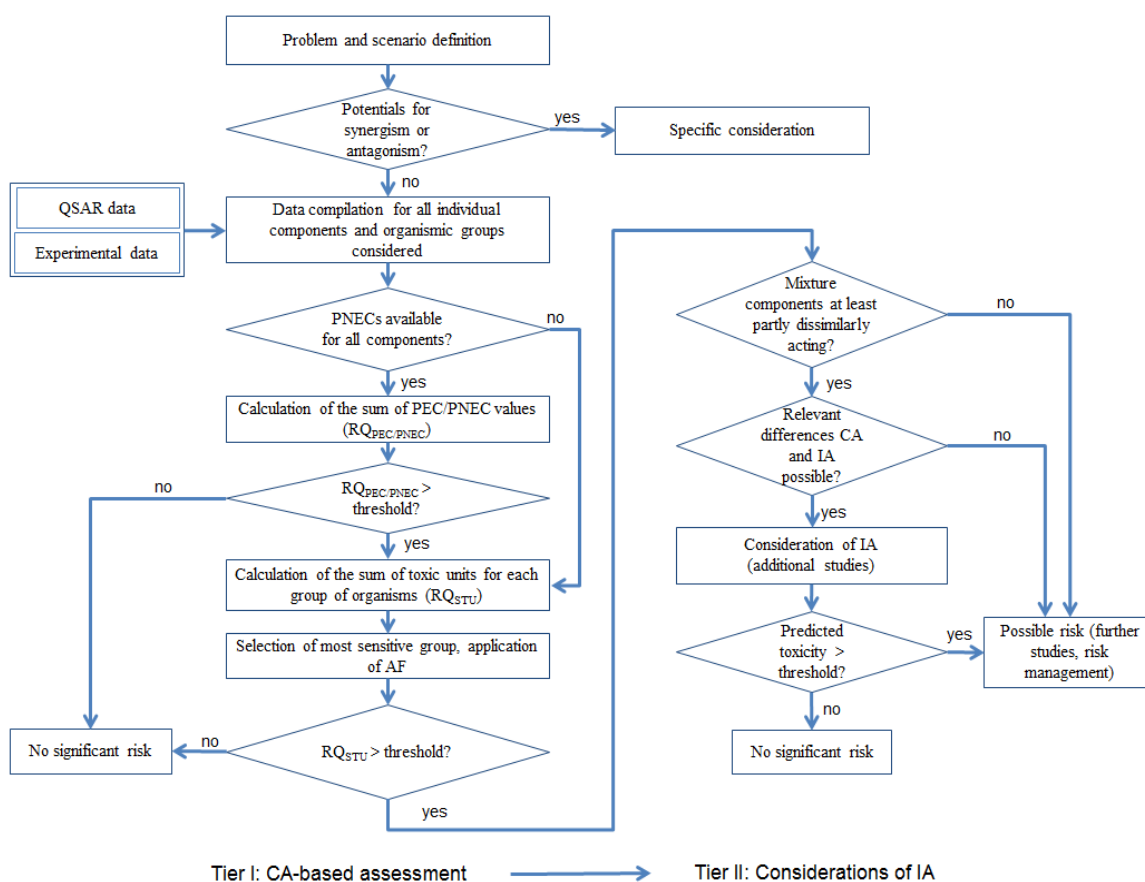 Problem and scenario definition
Potentials for
synergism or
antagonism?
yes
Specific consideration
no
QSAR data
Experimental data
Data compilation for all individual
components and organismic groups
considered
PNECs available
for all components?
no
yes
Calculation of the sum of PEC/PNEC values
(RQPEC/PNEC)
RQPEC/PNEC >
threshold?
no
yes
Calculation of the sum of toxic units for each
group of organisms (RQSTU)
Selection of most sensitive group, application
of AF
RQSTU > threshold?
no
No significant risk
yes
Mixture
components at least
partly dissimilarly
acting?
no
yes
Relevant
differences CA
and IA
possible?
no
yes
Consideration of IA
(additional studies)
Predicted
toxicity >
threshold?
yes
Possible risk (further
studies, risk
management)
no
No significant risk
Tier I: CA-based assessment
Tier II: Considerations of IA